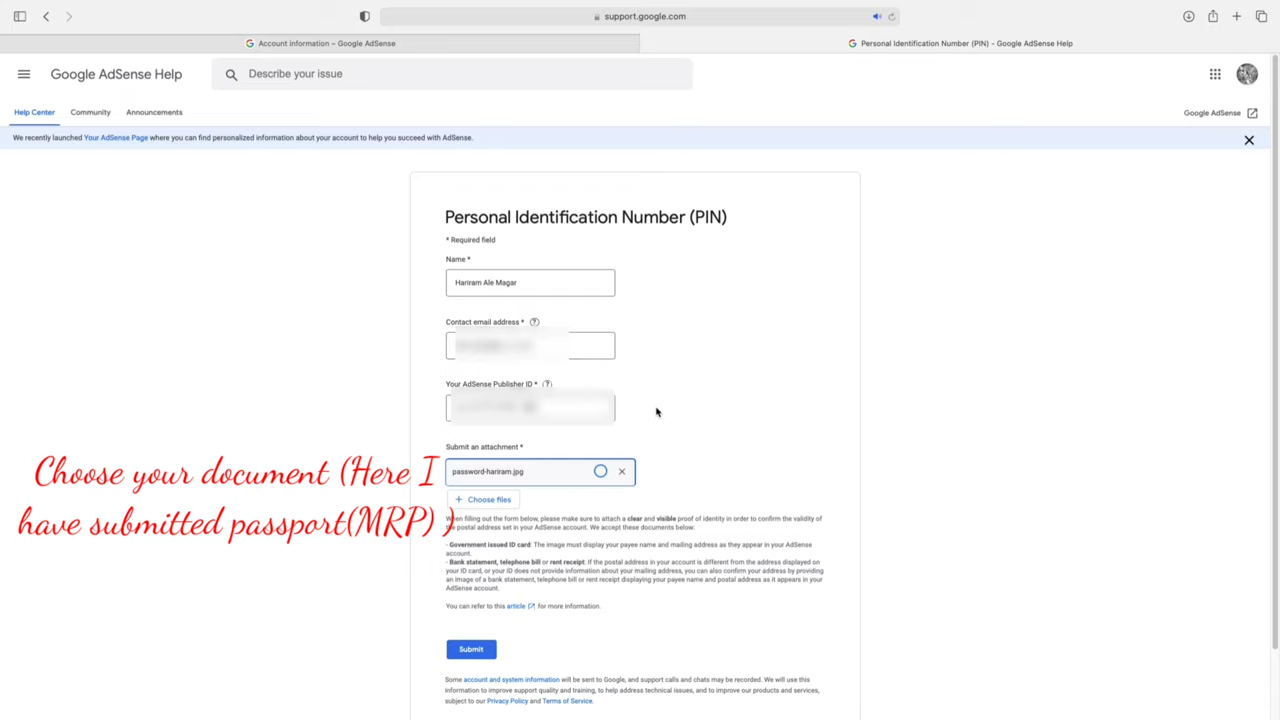 support.google.com
Account information – Google AdSense
Personal Identification Number (PIN) - Google AdSense Help
Google AdSense Help
Describe your issue
Help Center
Community
Announcements
Google AdSense
We recently launched Your AdSense Page where you can find personalized information about your account to help you succeed with AdSense.
Personal Identification Number (PIN)
* Required field
Name *
Hariram Ale Magar
Contact email address *
Your AdSense Publisher ID *
Submit an attachment *
password-hariram.jpg
+ Choose files
Choose your document (Here I
have submitted passport(MRP) )
When filling out the form below, please make sure to attach a clear and visible proof of identity in order to confirm the validity of
the postal address set in your AdSense account. We accept these documents below:
- Government issued ID card: The image must display your payee name and mailing address as they appear in your AdSense
account.
- Bank statement, telephone bill or rent receipt: If the postal address in your account is different from the address displayed on
your ID card, or your ID does not provide information about your mailing address, you can also confirm your address by providing
an image of a bank statement, telephone bill or rent receipt displaying your payee name and postal address as it appears in your
AdSense account.
You can refer to this article for more information.
Submit
Some account and system information will be sent to Google, and support calls and chats may be recorded. We will use this
information to improve support quality and training, to help address technical issues, and to improve our products and services,
subject to our Privacy Policy and Terms of Service.